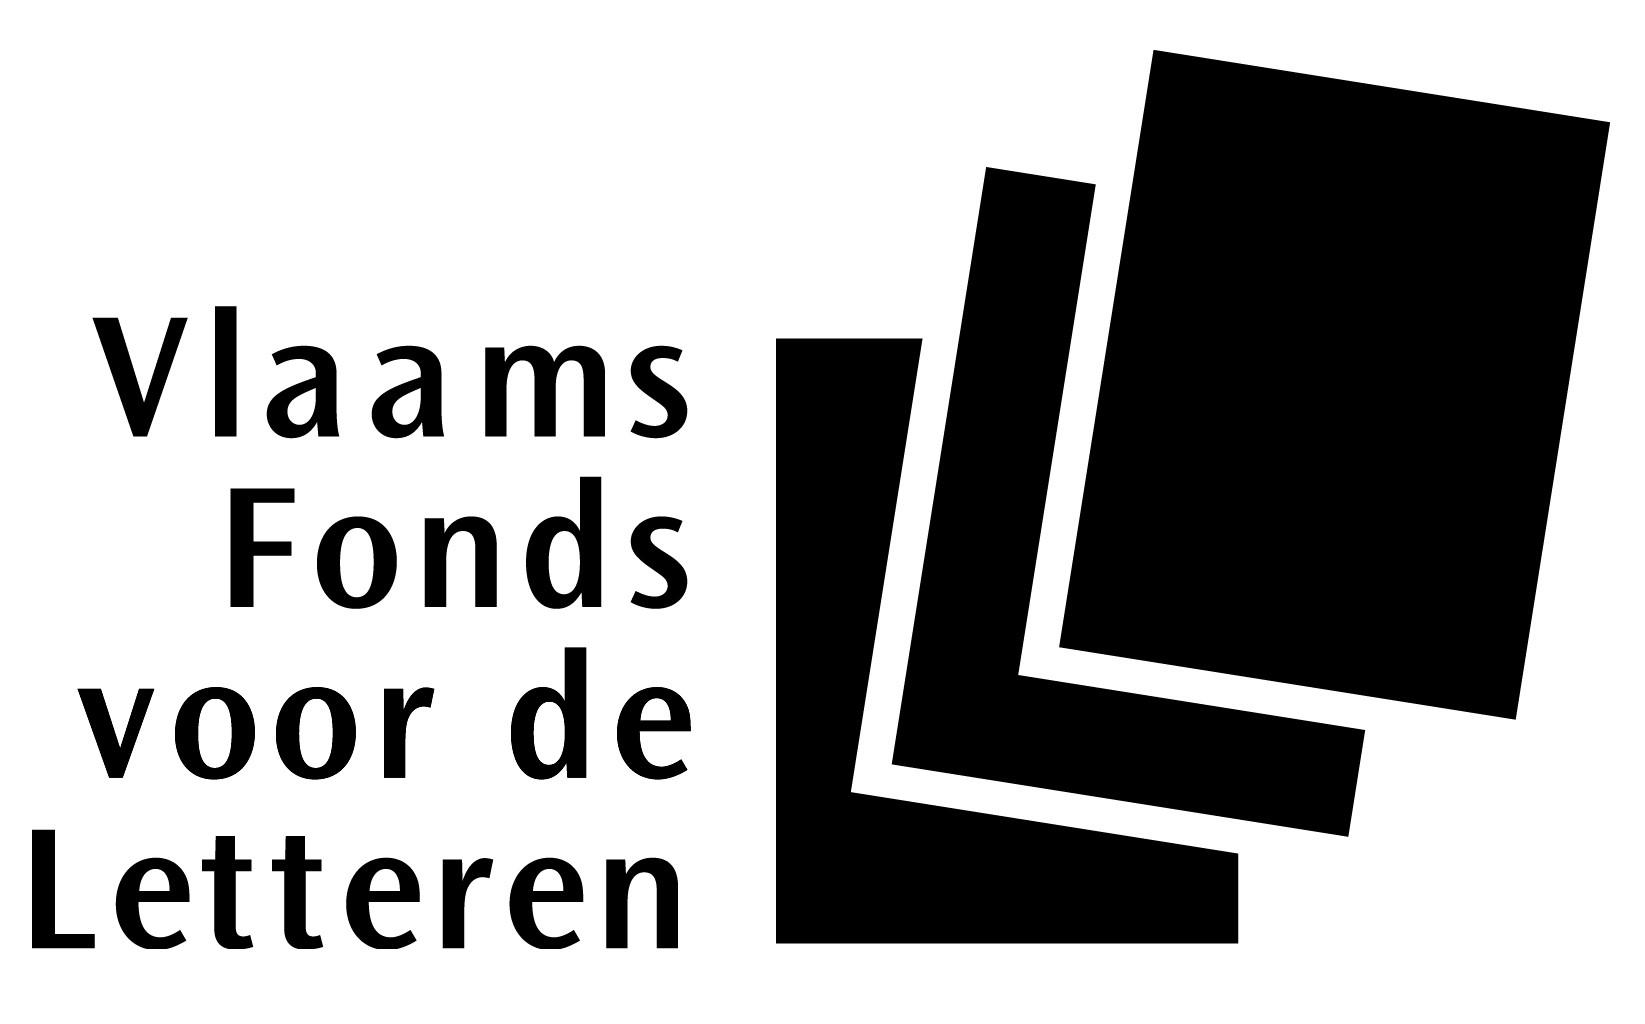 Vlaams
Fonds
voor de
Letteren